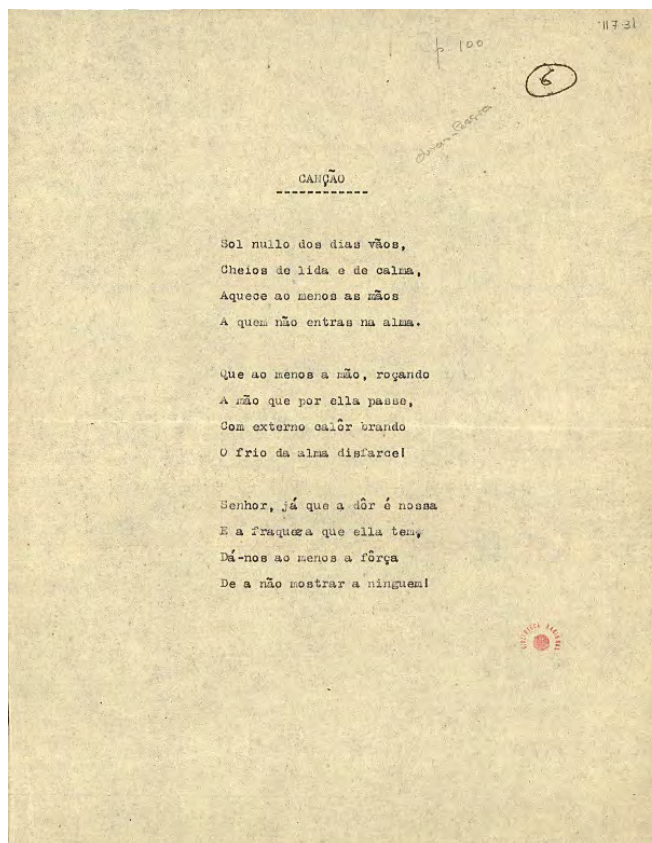 117-31
p. 100
6
CANÇÃO
Sol nullo dos dias vãos,
Cheios de lida e de calma,
Aquece ao menos as mãos
A quem não entras na alma.
Que ao menos a mão, roçando
A mão que por ella passe,
Com externo calôr brando
O frio da alma disfarce!
Senhor, já que a dôr é nossa
E a fraqueza que ella tem,
Dá-nos ao menos a fôrça
De a não mostrar a ninguem!
BIBLIOTECA NACIONAL